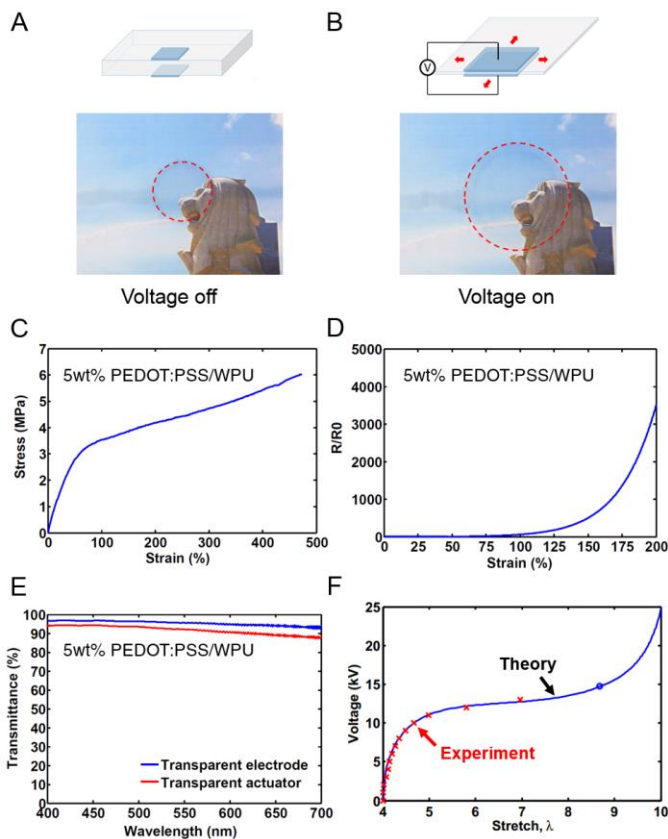 A
B
V
Voltage off
Voltage on
C
5wt% PEDOT:PSS/WPU
Stress (MPa)
7
6
5
4
3
2
1
0
0 100 200 300 400 500
Strain (%)
D
5wt% PEDOT:PSS/WPU
R/R0
5000
4000
3000
2000
1000
0
0 25 50 75 100 125 150 175 200
Strain (%)
E
5wt% PEDOT:PSS/WPU
Transmittance (%)
100
90
80
70
60
50
40
30
20
10
0
Transparent electrode
Transparent actuator
400 450 500 550 600 650 700
Wavelength (nm)
F
Voltage (kV)
25
20
15
10
5
0
Theory
Experiment
4 5 6 7 8 9 10
Stretch, λ